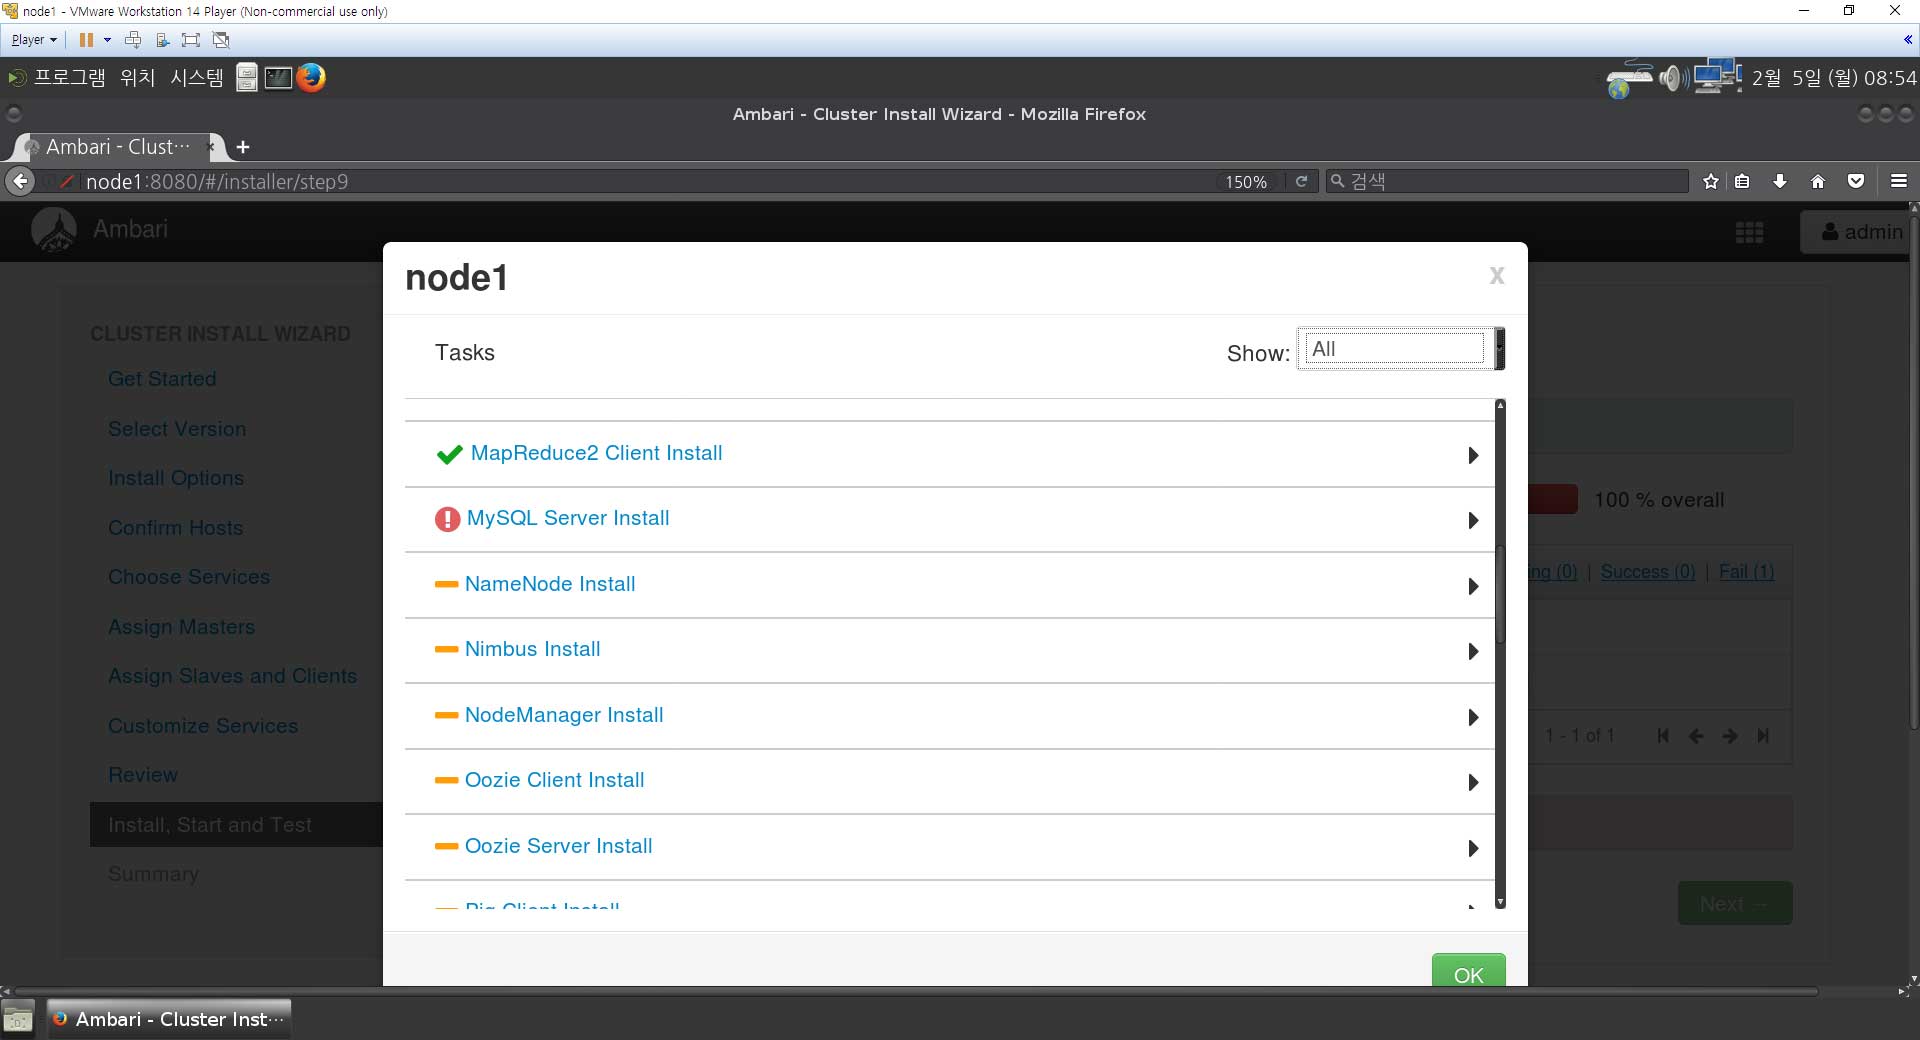 node1 - VMware Workstation 14 Player (Non-commercial use only)
Player
프로그램 위치 시스템
2월 5일 (월) 08:54
Ambari - Cluster Install Wizard - Mozilla Firefox
Ambari - Clust…
node1:8080/#/installer/step9
150%
검색
Ambari
admin
node1
x
CLUSTER INSTALL WIZARD
Get Started
Select Version
Install Options
Confirm Hosts
Choose Services
Assign Masters
Assign Slaves and Clients
Customize Services
Review
Install, Start and Test
Summary
Tasks
Show: All
MapReduce2 Client Install
MySQL Server Install
NameNode Install
Nimbus Install
NodeManager Install
Oozie Client Install
Oozie Server Install
Pig Client Install
OK
100 % overall
ing (0) | Success (0) | Fail (1)
1 - 1 of 1
Next →
Ambari - Cluster Inst…